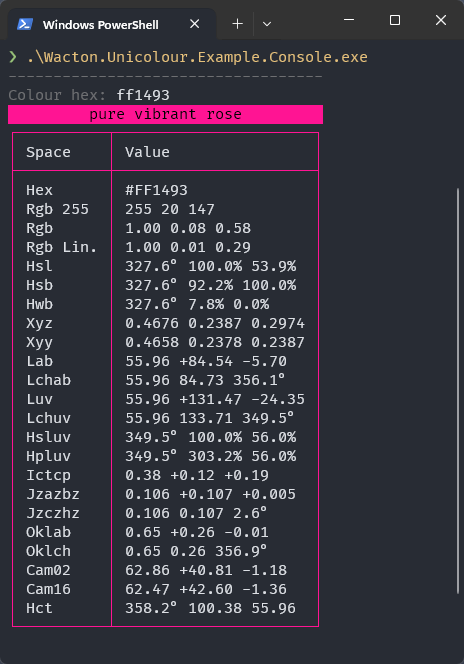 Windows PowerShell
❯ .\Wacton.Unicolour.Example.Console.exe
-----------------------------------
Colour hex: ff1493
pure vibrant rose
Space Value
Hex #FF1493
Rgb 255 255 20 147
Rgb 1.00 0.08 0.58
Rgb Lin. 1.00 0.01 0.29
Hsl 327.6° 100.0% 53.9%
Hsb 327.6° 92.2% 100.0%
Hwb 327.6° 7.8% 0.0%
Xyz 0.4676 0.2387 0.2974
Xyy 0.4658 0.2378 0.2387
Lab 55.96 +84.54 -5.70
Lchab 55.96 84.73 356.1°
Luv 55.96 +131.47 -24.35
Lchuv 55.96 133.71 349.5°
Hsluv 349.5° 100.0% 56.0%
Hpluv 349.5° 303.2% 56.0%
Ictcp 0.38 +0.12 +0.19
Jzazbz 0.106 +0.107 +0.005
Jzczhz 0.106 0.107 2.6°
Oklab 0.65 +0.26 -0.01
Oklch 0.65 0.26 356.9°
Cam02 62.86 +40.81 -1.18
Cam16 62.47 +42.60 -1.36
Hct 358.2° 100.38 55.96